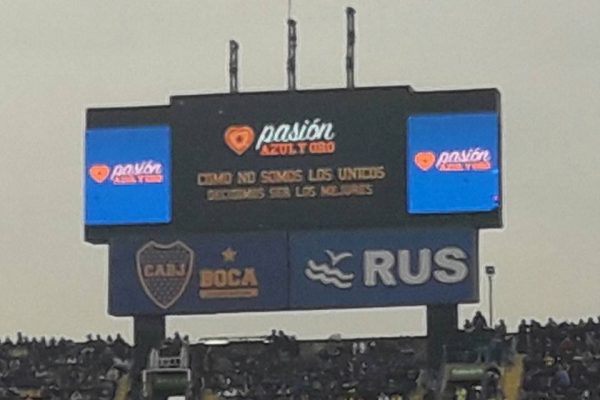 pasión
AZUL Y ORO
pasión
AZUL Y ORO
pasión
AZUL Y ORO
COMO NO SOMOS LOS UNICOS
DECIDIMOS SER LOS MEJORES
CABJ
BOCA
RUS